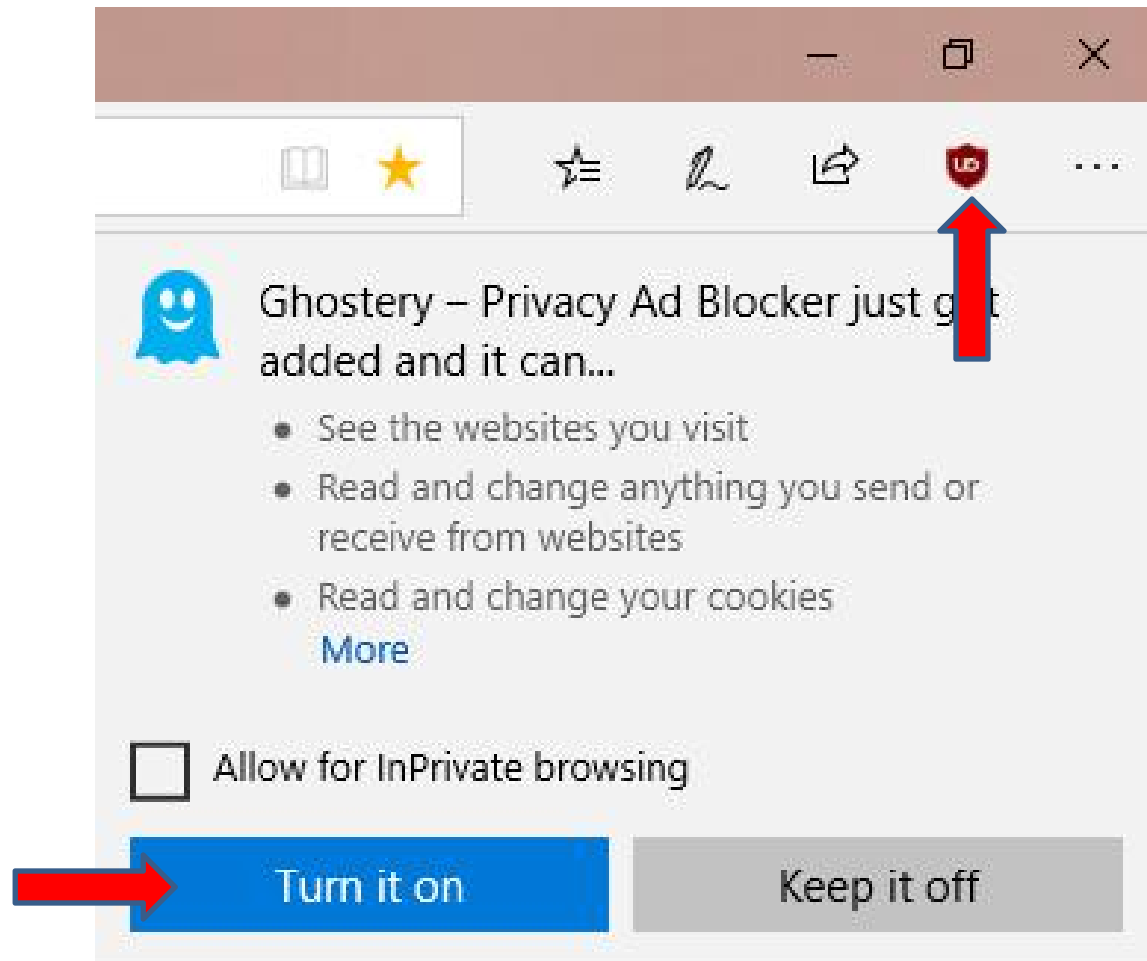 UO
Ghostery – Privacy Ad Blocker just g t
added and it can...
See the websites you visit
Read and change anything you send or
receive from websites
Read and change your cookies
More
Allow for InPrivate browsing
Turn it on
Keep it off